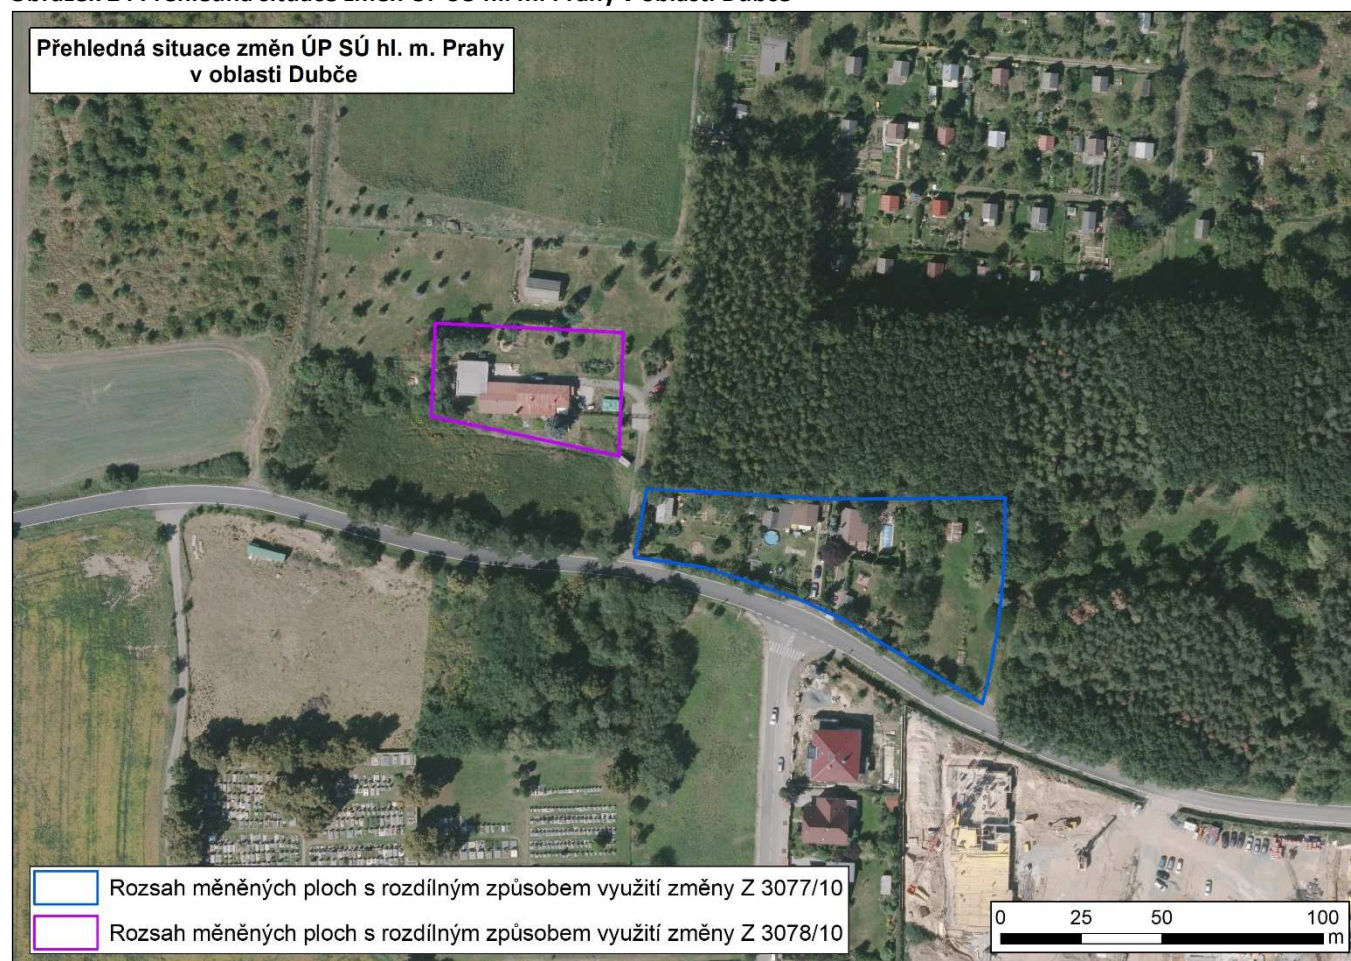 Přehledná situace změn ÚP SÚ hl. m. Prahy
v oblasti Dubče
Rozsah měněných ploch s rozdílným způsobem využití změny Z 3077/10
Rozsah měněných ploch s rozdílným způsobem využití změny Z 3078/10
0 25 50 100
m